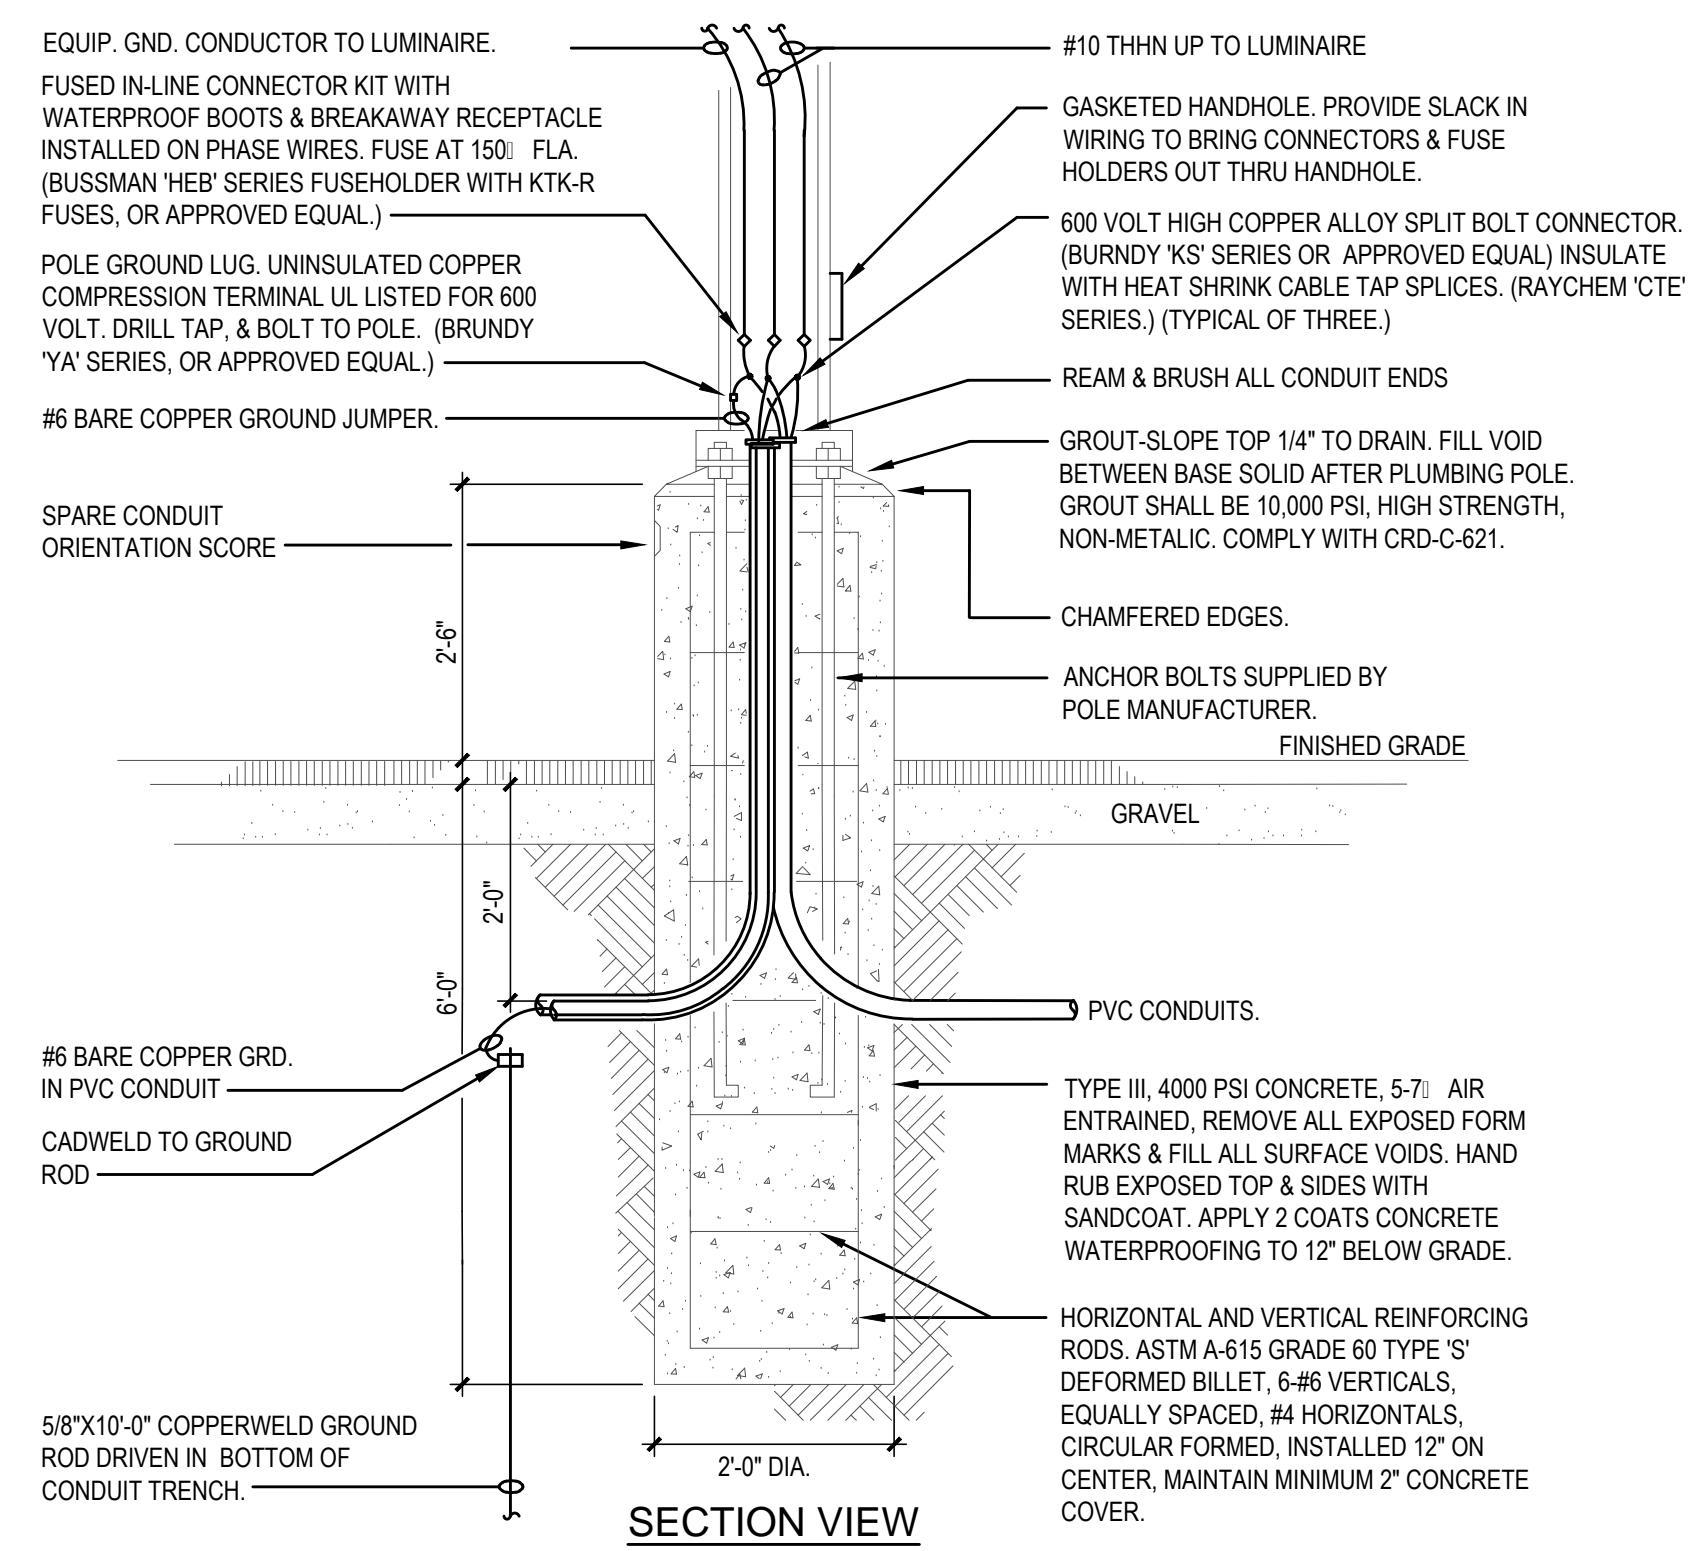 EQUIP. GND. CONDUCTOR TO LUMINAIRE.
FUSED IN-LINE CONNECTOR KIT WITH
WATERPROOF BOOTS & BREAKAWAY RECEPTACLE
INSTALLED ON PHASE WIRES. FUSE AT 150▯ FLA.
(BUSSMAN 'HEB' SERIES FUSEHOLDER WITH KTK-R
FUSES, OR APPROVED EQUAL.)
POLE GROUND LUG. UNINSULATED COPPER
COMPRESSION TERMINAL UL LISTED FOR 600
VOLT. DRILL TAP, & BOLT TO POLE. (BRUNDY
'YA' SERIES, OR APPROVED EQUAL.)
#6 BARE COPPER GROUND JUMPER.
SPARE CONDUIT
ORIENTATION SCORE
2'-6"
2'-0"
6'-0"
#6 BARE COPPER GRD.
IN PVC CONDUIT
CADWELD TO GROUND
ROD
5/8"X10'-0" COPPERWELD GROUND
ROD DRIVEN IN BOTTOM OF
CONDUIT TRENCH.
#10 THHN UP TO LUMINAIRE
GASKETED HANDHOLE. PROVIDE SLACK IN
WIRING TO BRING CONNECTORS & FUSE
HOLDERS OUT THRU HANDHOLE.
600 VOLT HIGH COPPER ALLOY SPLIT BOLT CONNECTOR.
(BURNDY 'KS' SERIES OR APPROVED EQUAL) INSULATE
WITH HEAT SHRINK CABLE TAP SPLICES. (RAYCHEM 'CTE'
SERIES.) (TYPICAL OF THREE.)
REAM & BRUSH ALL CONDUIT ENDS
GROUT-SLOPE TOP 1/4" TO DRAIN. FILL VOID
BETWEEN BASE SOLID AFTER PLUMBING POLE.
GROUT SHALL BE 10,000 PSI, HIGH STRENGTH,
NON-METALIC. COMPLY WITH CRD-C-621.
CHAMFERED EDGES.
ANCHOR BOLTS SUPPLIED BY
POLE MANUFACTURER.
FINISHED GRADE
GRAVEL
PVC CONDUITS.
TYPE III, 4000 PSI CONCRETE, 5-7▯ AIR
ENTRAINED, REMOVE ALL EXPOSED FORM
MARKS & FILL ALL SURFACE VOIDS. HAND
RUB EXPOSED TOP & SIDES WITH
SANDCOAT. APPLY 2 COATS CONCRETE
WATERPROOFING TO 12" BELOW GRADE.
HORIZONTAL AND VERTICAL REINFORCING
RODS. ASTM A-615 GRADE 60 TYPE 'S'
DEFORMED BILLET, 6-#6 VERTICALS,
EQUALLY SPACED, #4 HORIZONTALS,
CIRCULAR FORMED, INSTALLED 12" ON
CENTER, MAINTAIN MINIMUM 2" CONCRETE
COVER.
2'-0" DIA.
SECTION VIEW